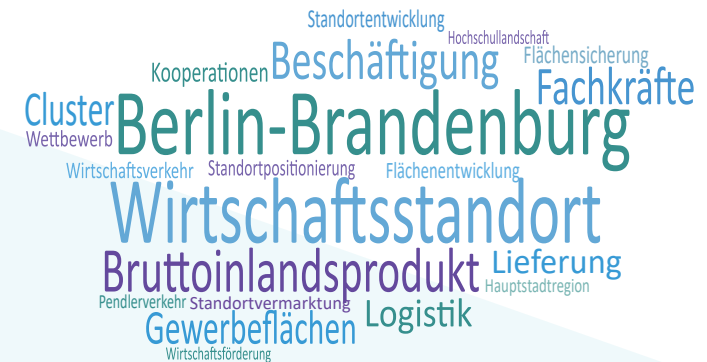 Standortentwicklung
Hochschullandschaft
Beschäftigung
Flächensicherung
Kooperationen
Fachkräfte
Cluster
Berlin-Brandenburg
Wettbewerb
Wirtschaftsverkehr
Standortpositionierung
Flächenentwicklung
Wirtschaftsstandort
Bruttoinlandsprodukt
Lieferung
Hauptstadtregion
Pendlerverkehr
Standortvermarktung
Logistik
Gewerbeflächen
Wirtschaftsförderung